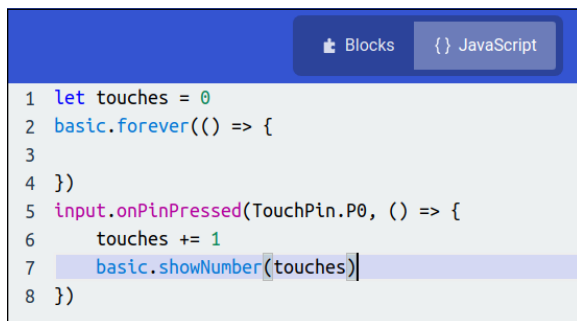 Blocks
{ } JavaScript
1 let touches = 0
2 basic.forever(() => {
3
4 })
5 input.onPinPressed(TouchPin.P0, () => {
6     touches += 1
7     basic.showNumber(touches)
8 })